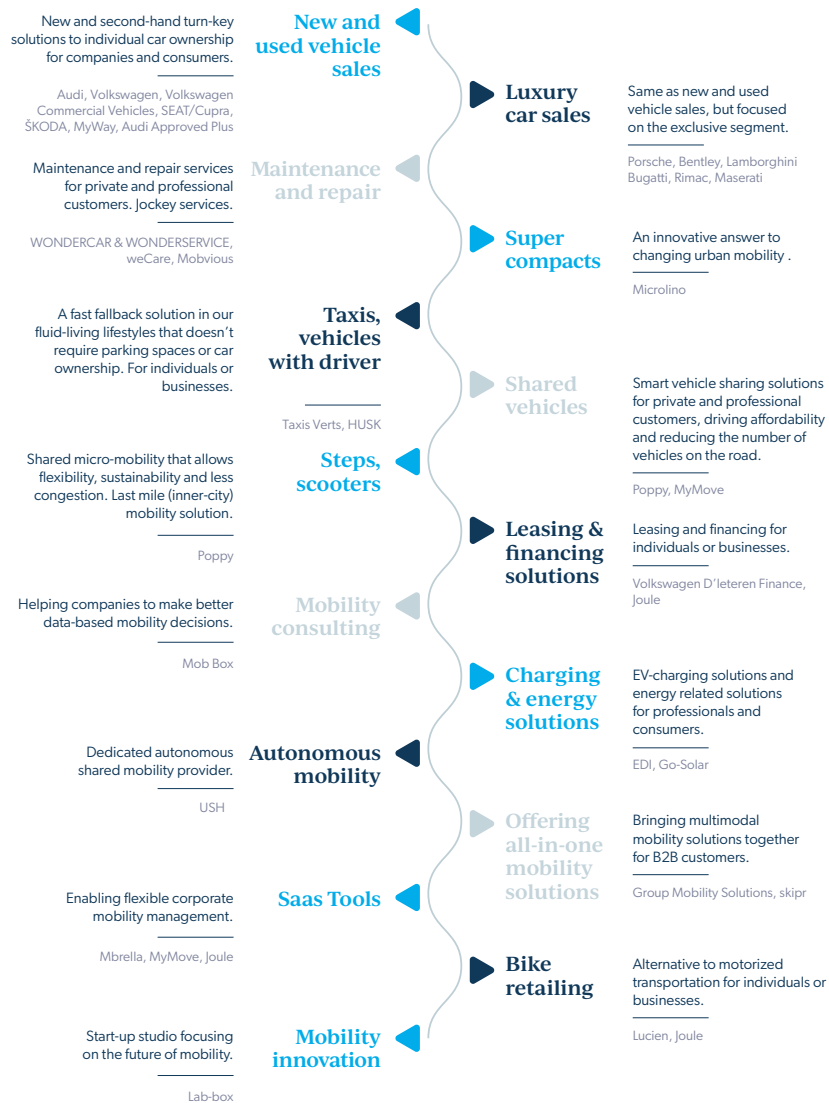 New and
used vehicle
sales
New and second-hand turn-key
solutions to individual car ownership
for companies and consumers.
Audi, Volkswagen, Volkswagen
Commercial Vehicles, SEAT/Cupra,
ŠKODA, MyWay, Audi Approved Plus
Luxury
car sales
Same as new and used
vehicle sales, but focused
on the exclusive segment.
Porsche, Bentley, Lamborghini
Bugatti, Rimac, Maserati
Maintenance
and repair
Maintenance and repair services
for private and professional
customers. Jockey services.
WONDERCAR & WONDERSERVICE,
weCare, Mobvious
Super
compacts
An innovative answer to
changing urban mobility .
Microlino
Taxis,
vehicles
with driver
A fast fallback solution in our
fluid-living lifestyles that doesn’t
require parking spaces or car
ownership. For individuals or
businesses.
Taxis Verts, HUSK
Shared
vehicles
Smart vehicle sharing solutions
for private and professional
customers, driving affordability
and reducing the number of
vehicles on the road.
Poppy, MyMove
Steps,
scooters
Shared micro-mobility that allows
flexibility, sustainability and less
congestion. Last mile (inner-city)
mobility solution.
Poppy
Leasing &
financing
solutions
Leasing and financing for
individuals or businesses.
Volkswagen D’Ieteren Finance,
Joule
Mobility
consulting
Helping companies to make better
data-based mobility decisions.
Mob Box
Charging
& energy
solutions
EV-charging solutions and
energy related solutions
for professionals and
consumers.
EDI, Go-Solar
Autonomous
mobility
Dedicated autonomous
shared mobility provider.
USH
Offering
all-in-one
mobility
solutions
Bringing multimodal
mobility solutions together
for B2B customers.
Group Mobility Solutions, skipr
Saas Tools
Enabling flexible corporate
mobility management.
Mbrella, MyMove, Joule
Bike
retailing
Alternative to motorized
transportation for individuals or
businesses.
Lucien, Joule
Mobility
innovation
Start-up studio focusing
on the future of mobility.
Lab-box